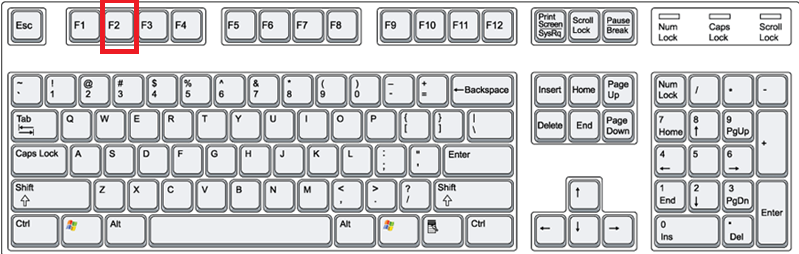 Esc F1 F2 F3 F4 F5 F6 F7 F8 F9 F10 F11 F12 Print Screen SysRq Scroll Lock Pause Break Num Lock Caps Lock Scroll Lock
~ ` ! 1 @ 2 # 3 $ 4 % 5 ^ 6 & 7 * 8 ( 9 ) 0 – - + = ←Backspace Insert Home Page Up Num Lock / * -
Tab Q W E R T Y U I O P { [ } ] | \ Delete End Page Down 7 Home 8 ↑ 9 PgUp +
Caps Lock A S D F G H J K L : ; " ' Enter 4 ← 5 6 →
Shift Z X C V B N M < , > . ? / Shift ↑ 1 End 2 ↓ 3 PgDn Enter
Ctrl Alt Alt Ctrl ← ↓ → 0 Ins • Del